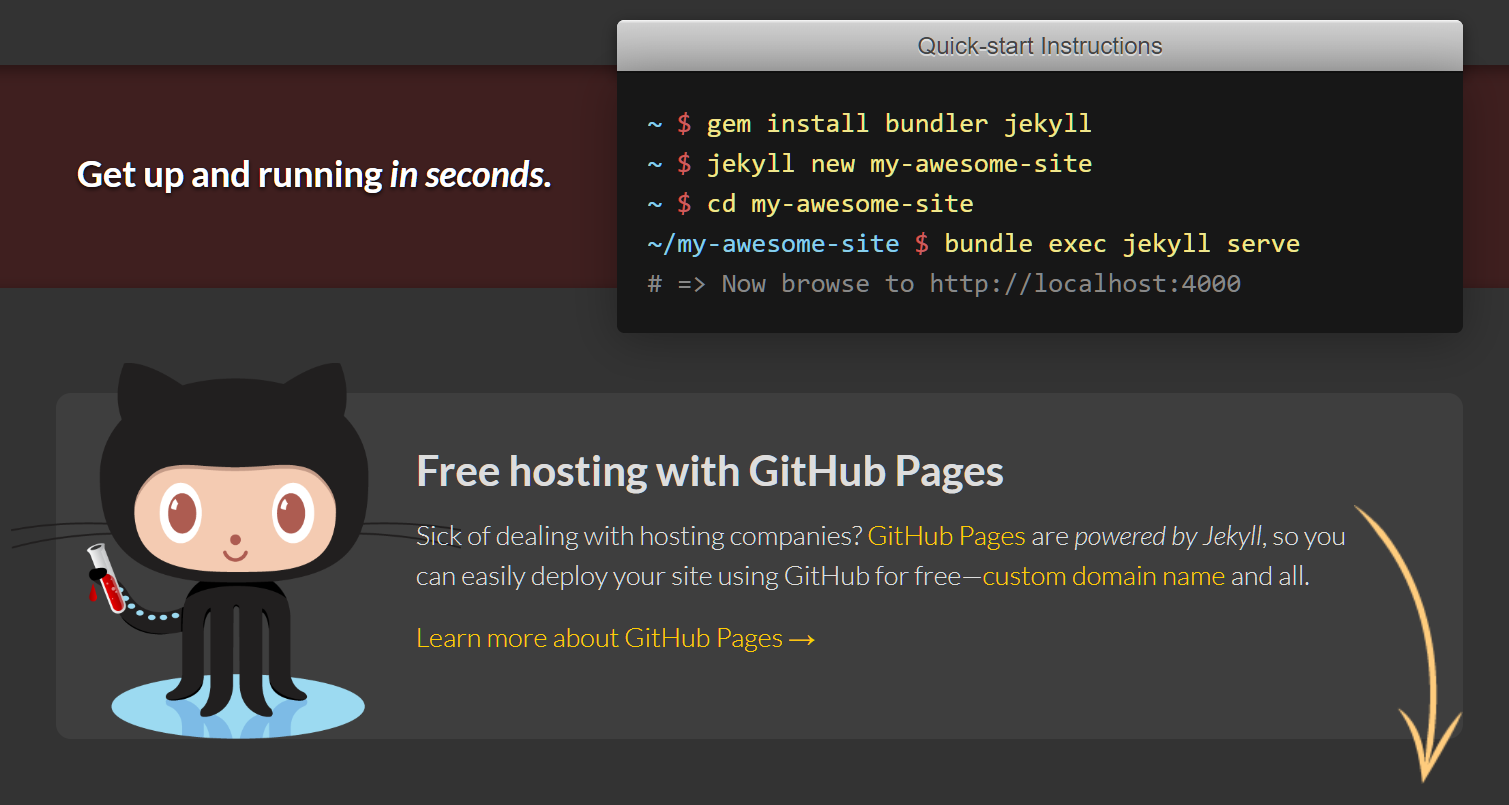 Quick-start Instructions
Get up and running in seconds.
~ $ gem install bundler jekyll
~ $ jekyll new my-awesome-site
~ $ cd my-awesome-site
~/my-awesome-site $ bundle exec jekyll serve
# => Now browse to http://localhost:4000
Free hosting with GitHub Pages
Sick of dealing with hosting companies? GitHub Pages are powered by Jekyll, so you
can easily deploy your site using GitHub for free—custom domain name and all.
Learn more about GitHub Pages →